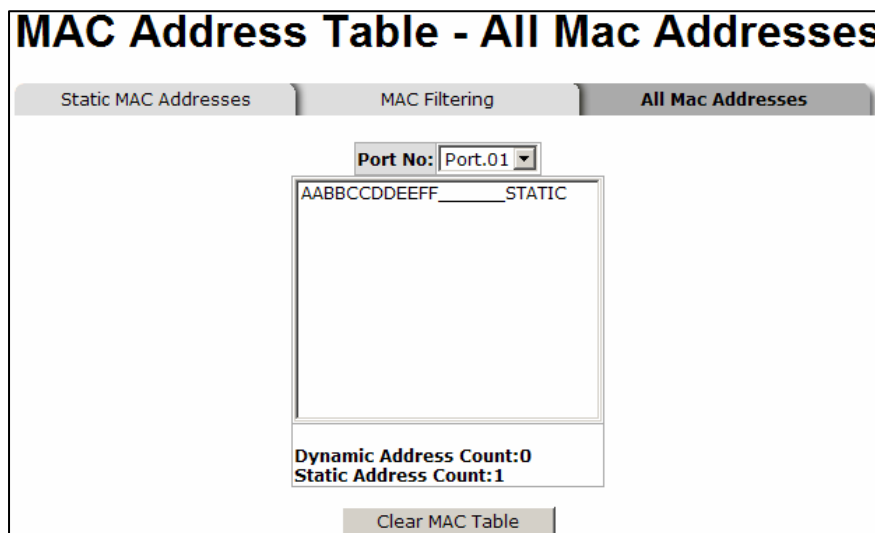 MAC Address Table - All Mac Addresses
Static MAC Addresses MAC Filtering All Mac Addresses
Port No: Port.01
AABBCCDDEEFF______STATIC
Dynamic Address Count:0
Static Address Count:1
Clear MAC Table